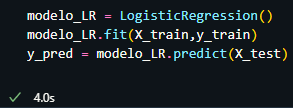 modelo_LR = LogisticRegression()
modelo_LR.fit(X_train,y_train)
y_pred = modelo_LR.predict(X_test)
✓ 4.0s